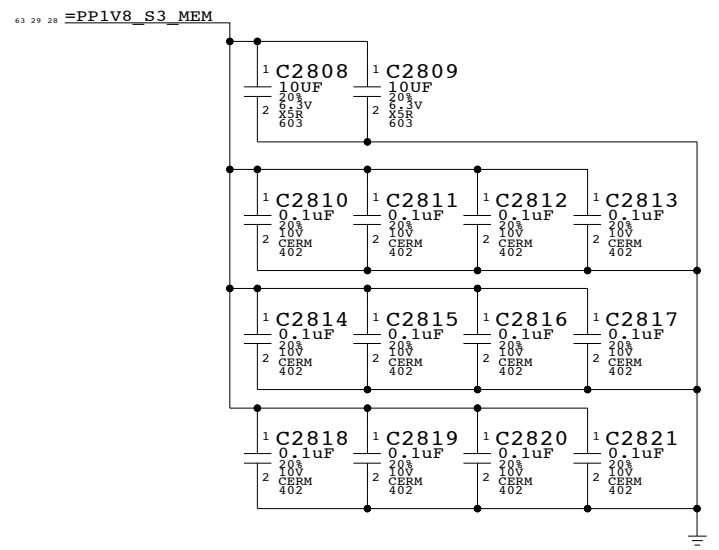 63 29 28 =PP1V8_S3_MEM
1 C2808 1 C2809
10UF 10UF
20% 20%
6.3V 6.3V
2 X5R 2 X5R
603 603
1 C2810 1 C2811 1 C2812 1 C2813
0.1uF 0.1uF 0.1uF 0.1uF
20% 20% 20% 20%
10V 10V 10V 10V
2 CERM 2 CERM 2 CERM 2 CERM
402 402 402 402
1 C2814 1 C2815 1 C2816 1 C2817
0.1uF 0.1uF 0.1uF 0.1uF
20% 20% 20% 20%
10V 10V 10V 10V
2 CERM 2 CERM 2 CERM 2 CERM
402 402 402 402
1 C2818 1 C2819 1 C2820 1 C2821
0.1uF 0.1uF 0.1uF 0.1uF
20% 20% 20% 20%
10V 10V 10V 10V
2 CERM 2 CERM 2 CERM 2 CERM
402 402 402 402